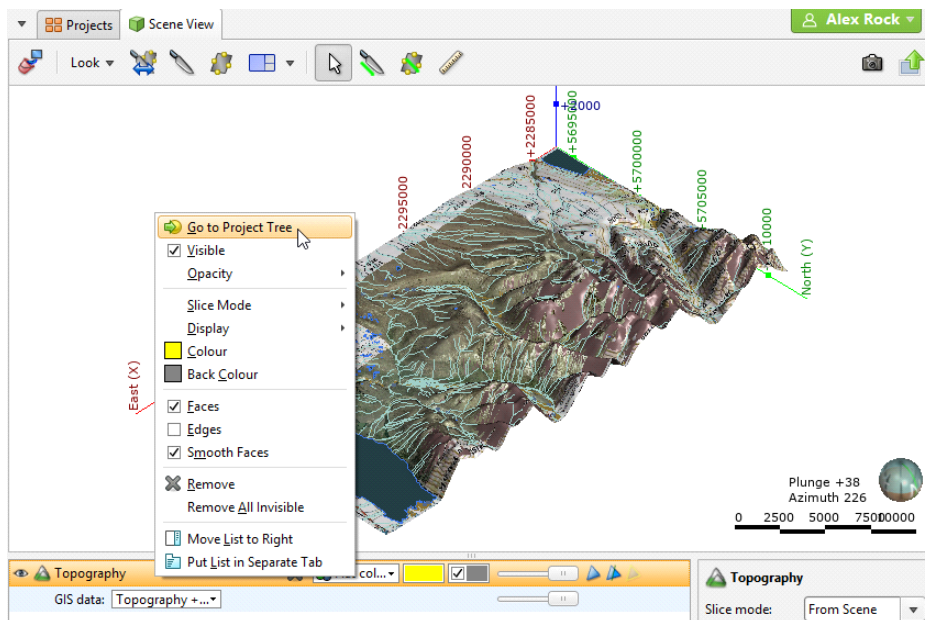 Projects
Scene View
Alex Rock
Look
+2000
+2285000
+5695000
2290000
+5700000
2295000
+5705000
10000
North (Y)
East (X)
Go to Project Tree
Visible
Opacity
Slice Mode
Display
Colour
Back Colour
Faces
Edges
Smooth Faces
Remove
Remove All Invisible
Move List to Right
Put List in Separate Tab
Plunge +38
Azimuth 226
0 2500 5000 7500 10000
Topography
col...
GIS data: Topography +...
Topography
Slice mode: From Scene